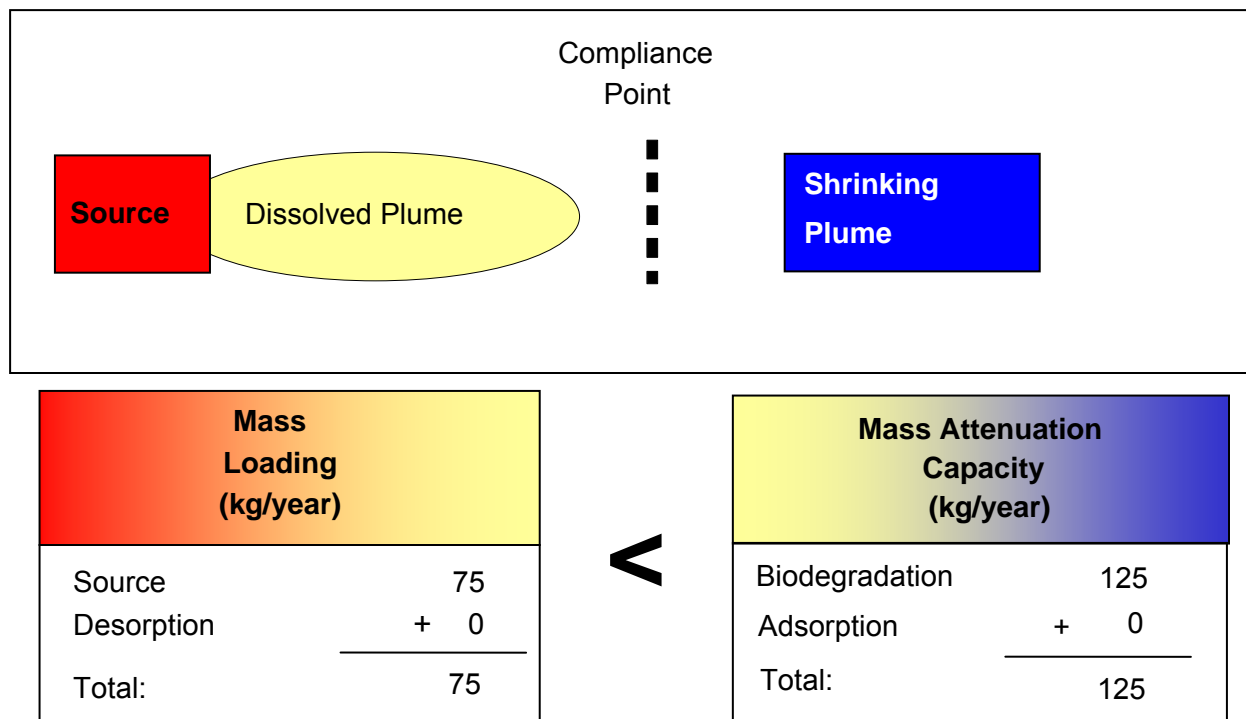 Compliance
Point
Source
Dissolved Plume
Shrinking
Plume
Mass
Loading
(kg/year)
Source 75
Desorption + 0
Total: 75
<
Mass Attenuation
Capacity
(kg/year)
Biodegradation 125
Adsorption + 0
Total: 125